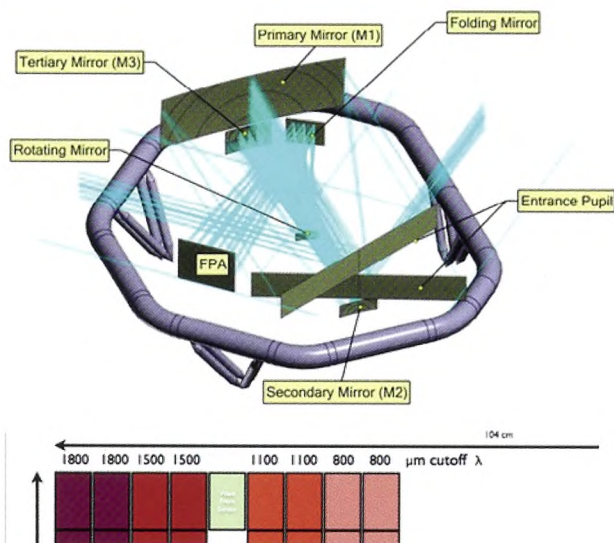 Primary Mirror (M1)
Folding Mirror
Tertiary Mirror (M3)
Rotating Mirror
Entrance Pupil
FPA
Secondary Mirror (M2)
104 cm
1800 1800 1500 1500 1100 1100 800 800 μm cutoff λ